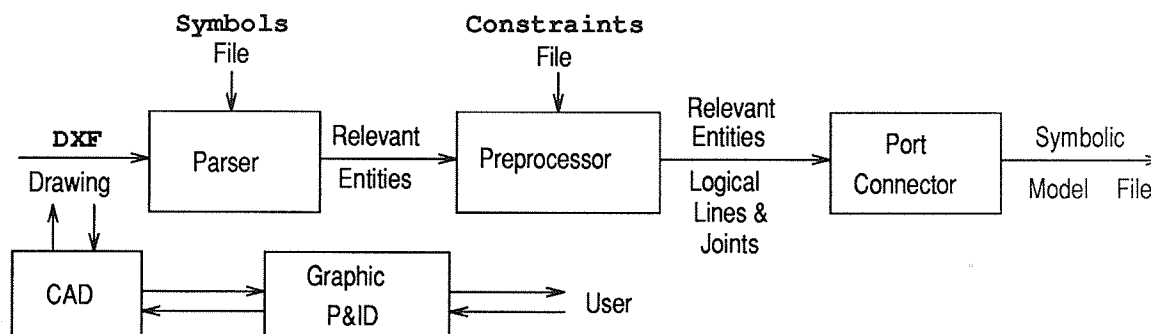 Symbols
File
Constraints
File
DXF
Drawing
Parser
Relevant
Entities
Preprocessor
Relevant
Entities
Logical
Lines &
Joints
Port
Connector
Symbolic
Model File
CAD
Graphic
P&ID
User